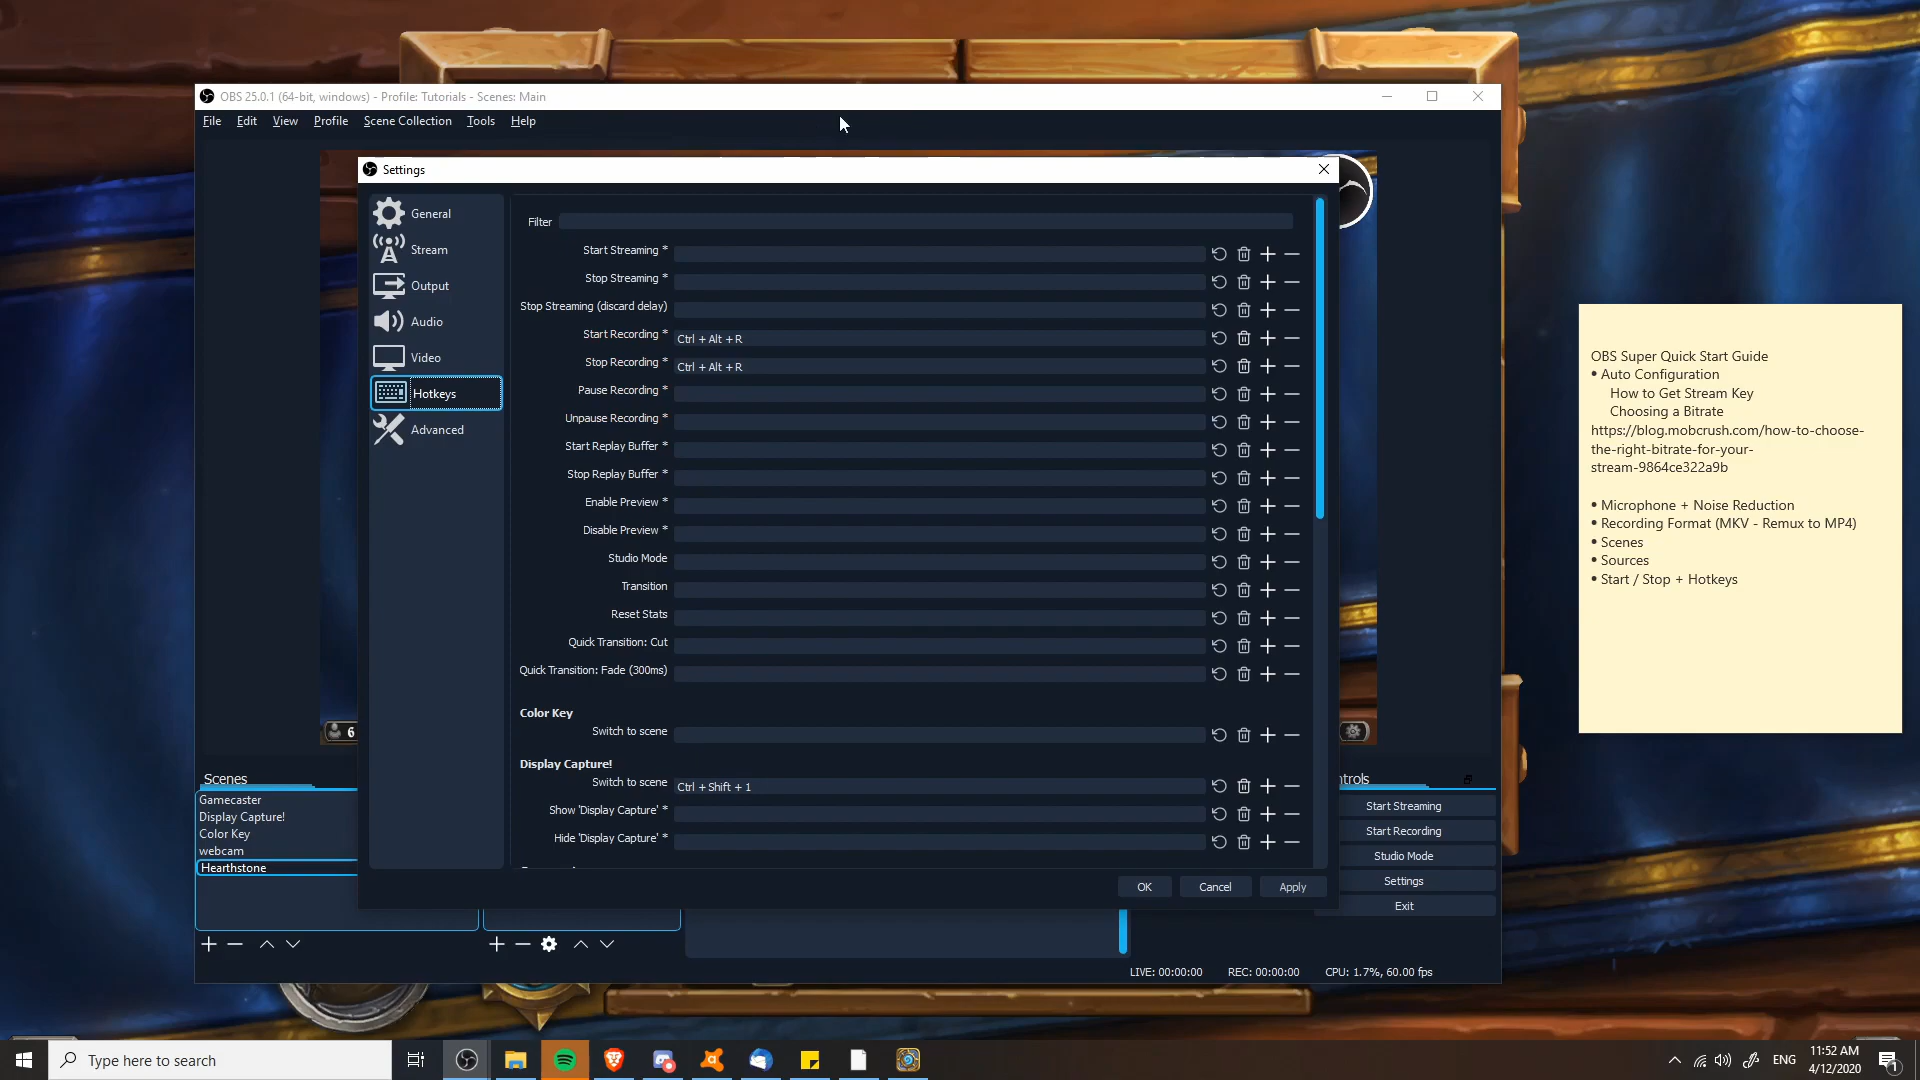 OBS 25.0.1 (64-bit, windows) - Profile: Tutorials - Scenes: Main
File Edit View Profile Scene Collection Tools Help
Settings
General
Stream
Output
Audio
Video
Hotkeys
Advanced
Filter
Start Streaming *
Stop Streaming *
Stop Streaming (discard delay)
Start Recording * Ctrl + Alt + R
Stop Recording * Ctrl + Alt + R
Pause Recording *
Unpause Recording *
Start Replay Buffer *
Stop Replay Buffer *
Enable Preview *
Disable Preview *
Studio Mode
Transition
Reset Stats
Quick Transition: Cut
Quick Transition: Fade (300ms)
Color Key
Switch to scene
Display Capture!
Switch to scene Ctrl + Shift + 1
Show 'Display Capture' *
Hide 'Display Capture' *
OK Cancel Apply
6
Scenes
Gamecaster
Display Capture!
Color Key
webcam
Hearthstone
ntrols
Start Streaming
Start Recording
Studio Mode
Settings
Exit
LIVE: 00:00:00 REC: 00:00:00 CPU: 1.7%, 60.00 fps
OBS Super Quick Start Guide
• Auto Configuration
How to Get Stream Key
Choosing a Bitrate
https://blog.mobcrush.com/how-to-choose-
the-right-bitrate-for-your-
stream-9864ce322a9b
• Microphone + Noise Reduction
• Recording Format (MKV - Remux to MP4)
• Scenes
• Sources
• Start / Stop + Hotkeys
Type here to search
ENG
11:52 AM
4/12/2020
1